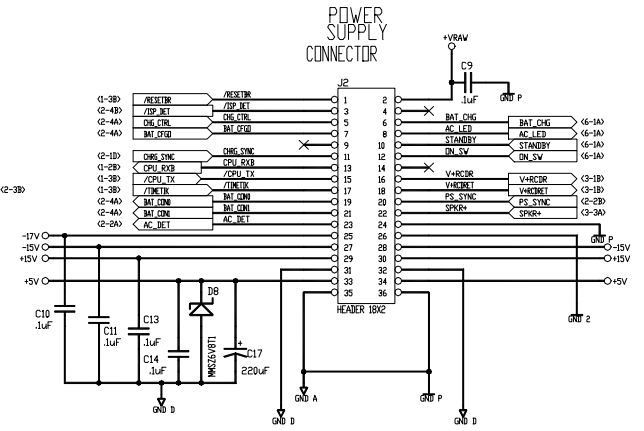 POWER
SUPPLY
CONNECTOR
+VRAW
C9
.1uF
GND P
J2
<1-3B> /RESETBR /RESETBR 1 2
<2-4B> /ISP_DET /ISP_DET 3 4
<2-4A> CHG_CTRL CHG_CTRL 5 6 BAT_CHG BAT_CHG <6-1A>
<2-4A> BAT_CFGD BAT_CFGD 7 8 AC_LED AC_LED <6-1A>
9 10 STANDBY STANDBY <6-1A>
<2-1D> CHRG_SYNC CHRG_SYNC 11 12 ON_SW ON_SW <6-1A>
<1-2B> CPU_RXB CPU_RXB 13 14
<1-3B> /CPU_TX /CPU_TX 15 16 V+RCDR V+RCDR <3-1B>
<2-3B> <1-3B> /TIMETIK /TIMETIK 17 18 V+RCDRET V+RCDRET <3-1B>
<2-4A> BAT_CON0 BAT_CON0 19 20 PS_SYNC PS_SYNC <2-2B>
<2-4A> BAT_CON1 BAT_CON1 21 22 SPKR+ SPKR+ <3-3A>
<2-2A> AC_DET AC_DET 23 24
GND P
-17V 25 26
-15V 27 28 -15V
+15V 29 30 +15V
31 32
+5V 33 34 +5V
35 36
HEADER 18X2
C10
.1uF
C11
.1uF
C13
.1uF
C14
.1uF
D8
MMSZ6V8T1
+
C17
220uF
GND 2
GND D
GND A
GND P
GND D
GND D